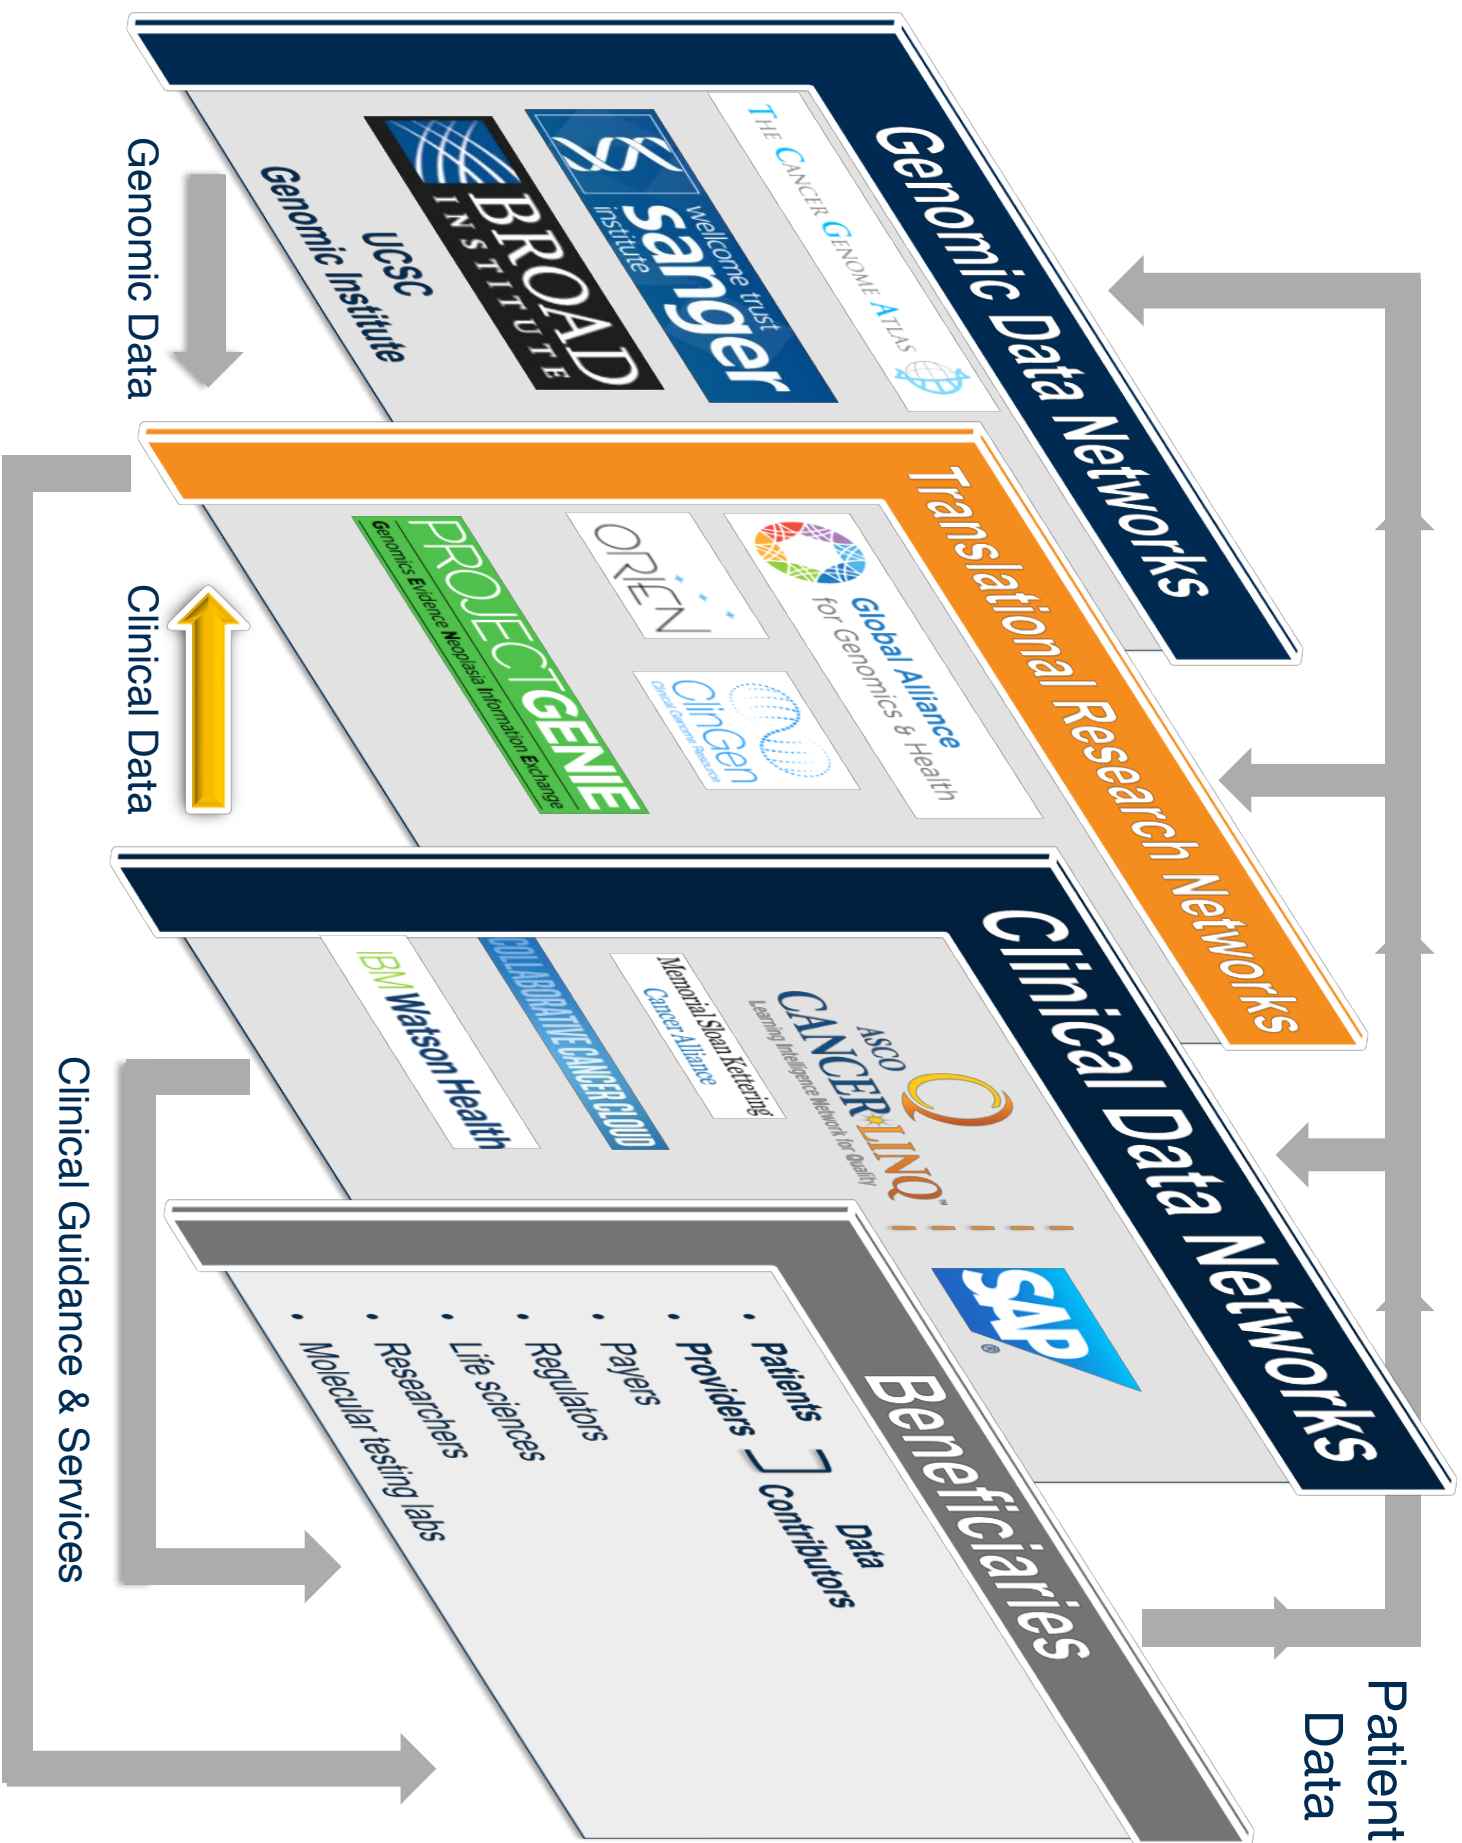 Patient
Data
Genomic Data Networks
THE CANCER GENOME ATLAS
wellcome trust
sanger
institute
BROAD
INSTITUTE
UCSC
Genomic Institute
Genomic Data
Translational Research Networks
Global Alliance
for Genomics & Health
ORIEN
ClinGen
Clinical Genome Resource
PROJECT GENIE
Genomics Evidence Neoplasia Information Exchange
Clinical Data
Clinical Data Networks
ASCO
CANCER LINQ™
Learning Intelligence Network for Quality
SAP
®
Memorial Sloan Kettering
Cancer Alliance
COLLABORATIVE CANCER CLOUD
IBM Watson Health
Clinical Guidance & Services
Beneficiaries
• Patients
• Providers
Data
Contributors
• Payers
• Regulators
• Life sciences
• Researchers
• Molecular testing labs